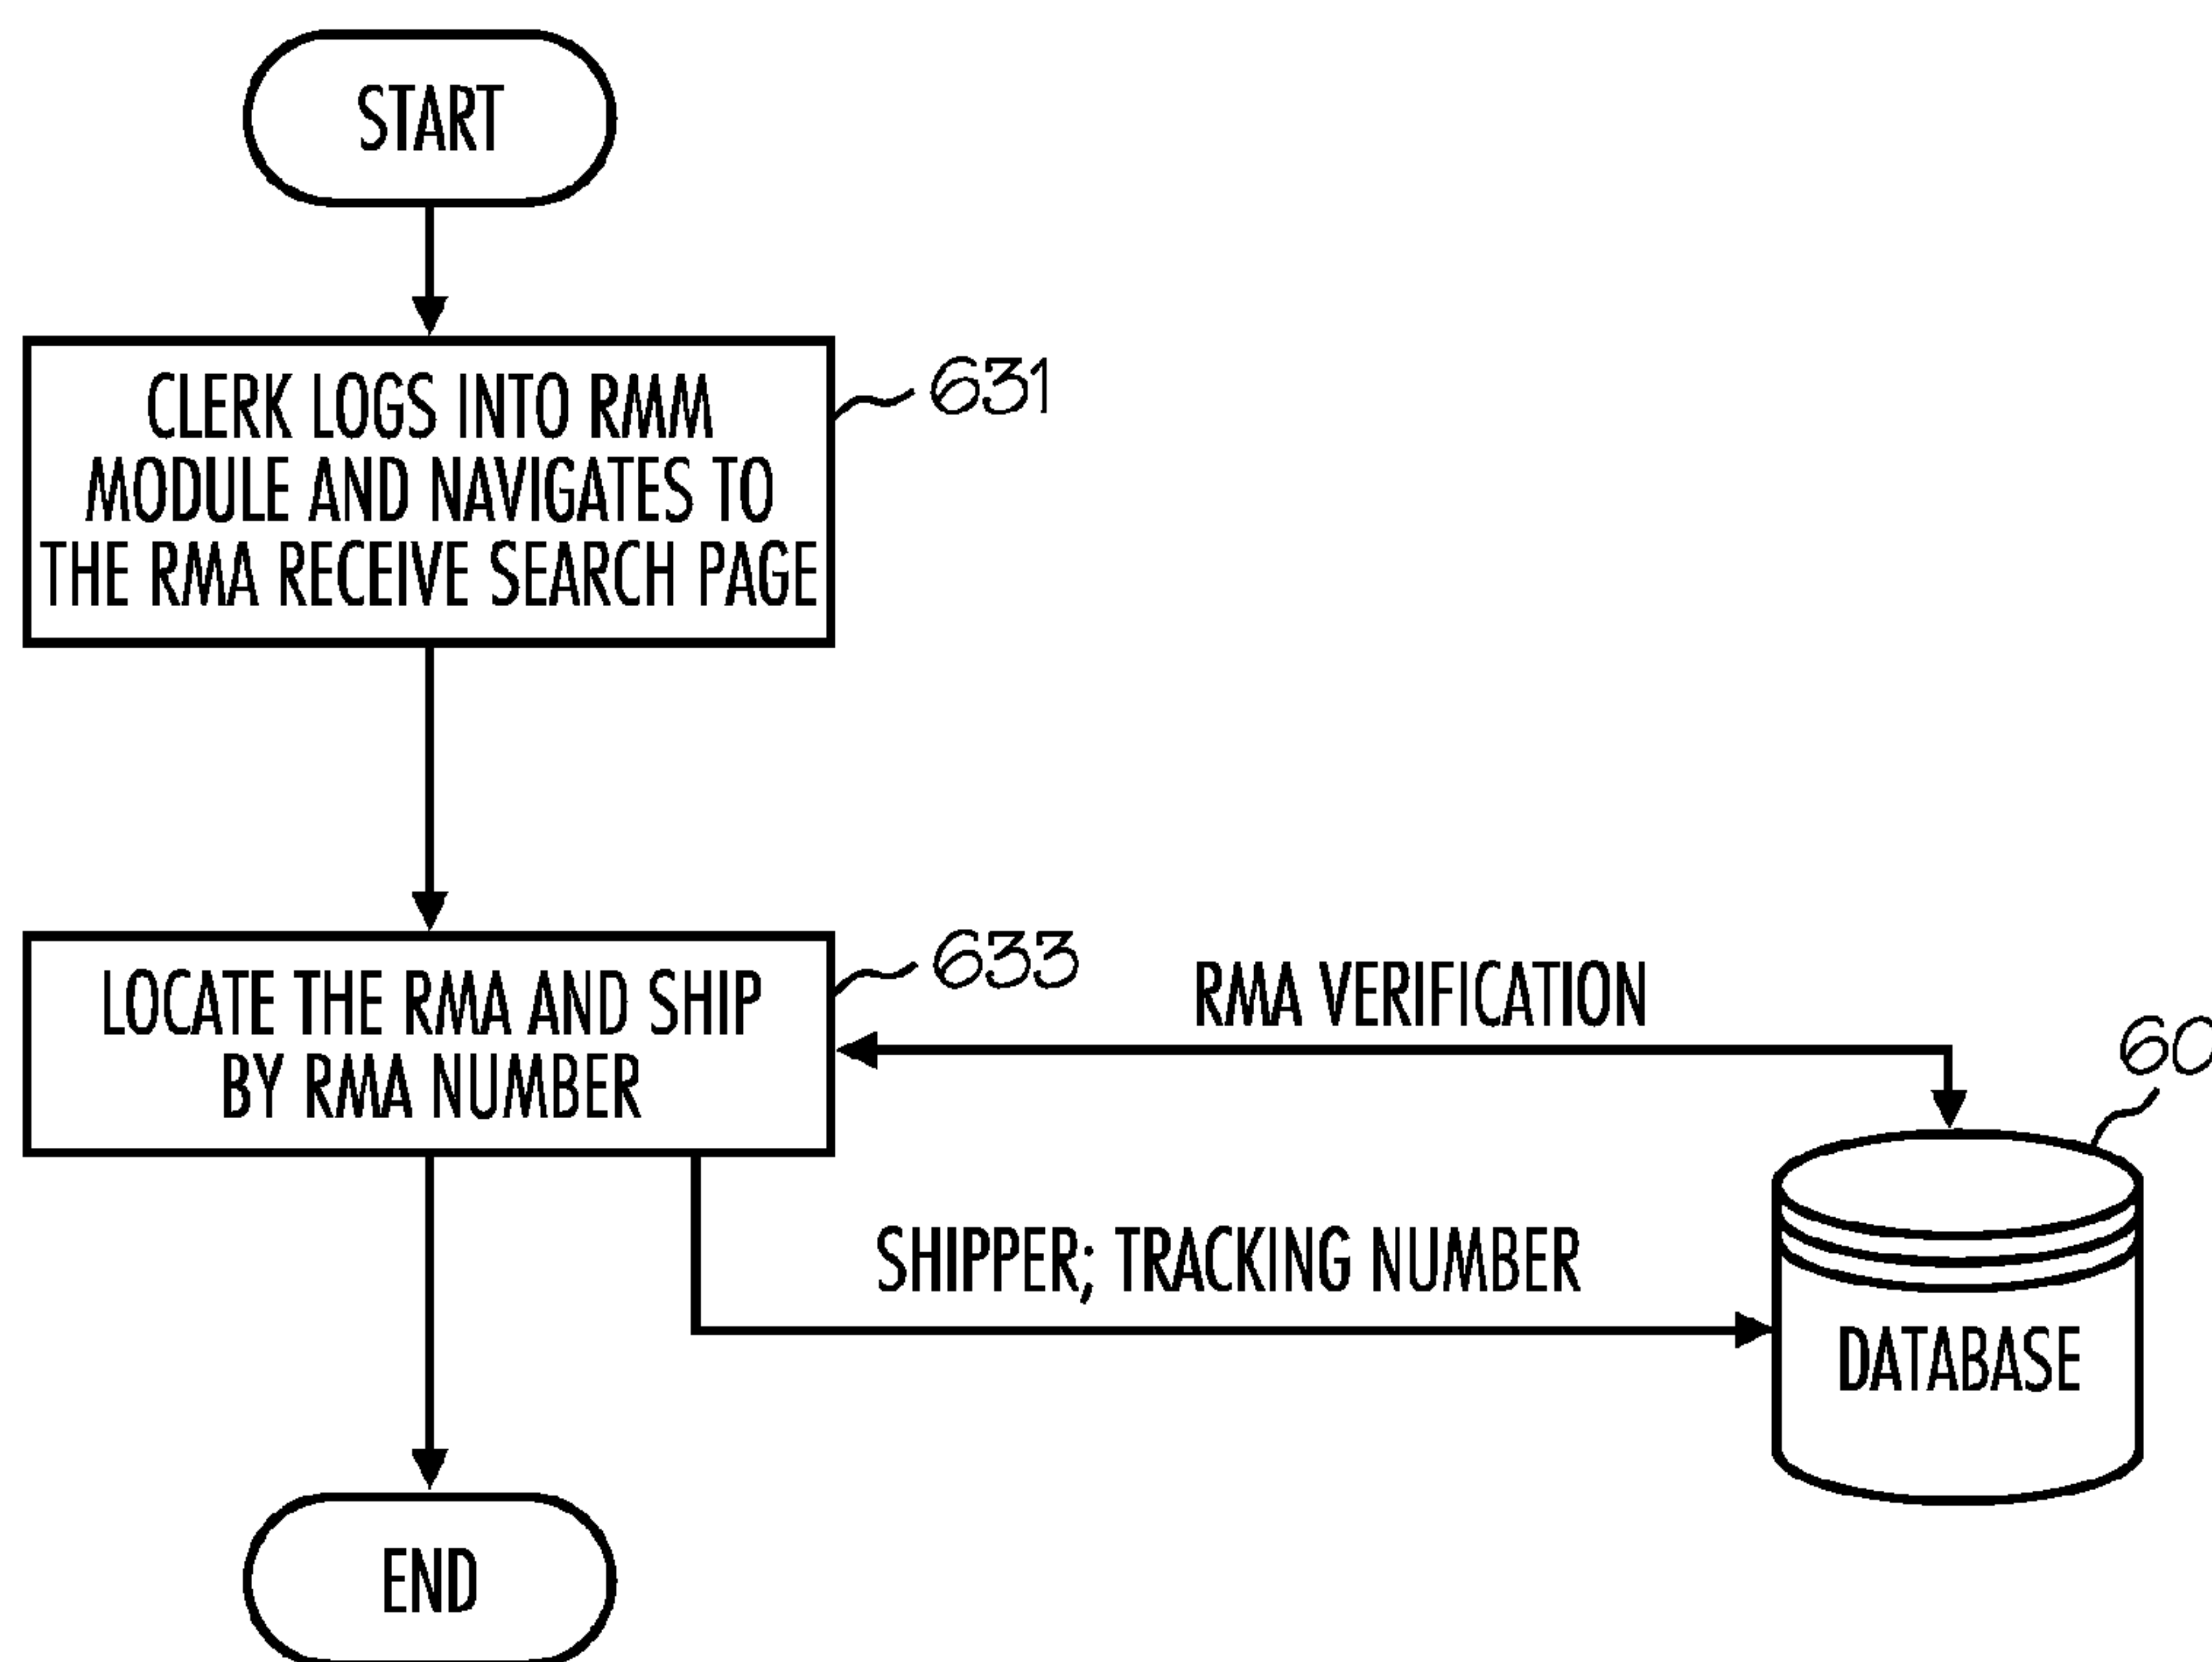 START
CLERK LOGS INTO RMM
MODULE AND NAVIGATES TO
THE RMA RECEIVE SEARCH PAGE
631
LOCATE THE RMA AND SHIP
BY RMA NUMBER
633
RMA VERIFICATION
60
SHIPPER; TRACKING NUMBER
DATABASE
END